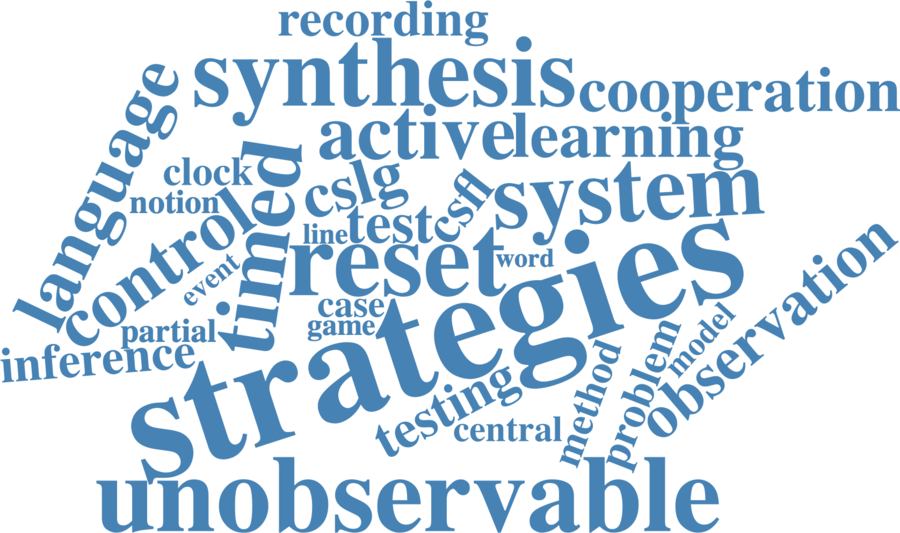 recording
synthesis
cooperation
language
active
learning
clock
timed
cslg
csfl
system
notion
control
line
test
reset
word
strategies
event
observation
case
game
partial
inference
model
problem
method
testing
central
unobservable